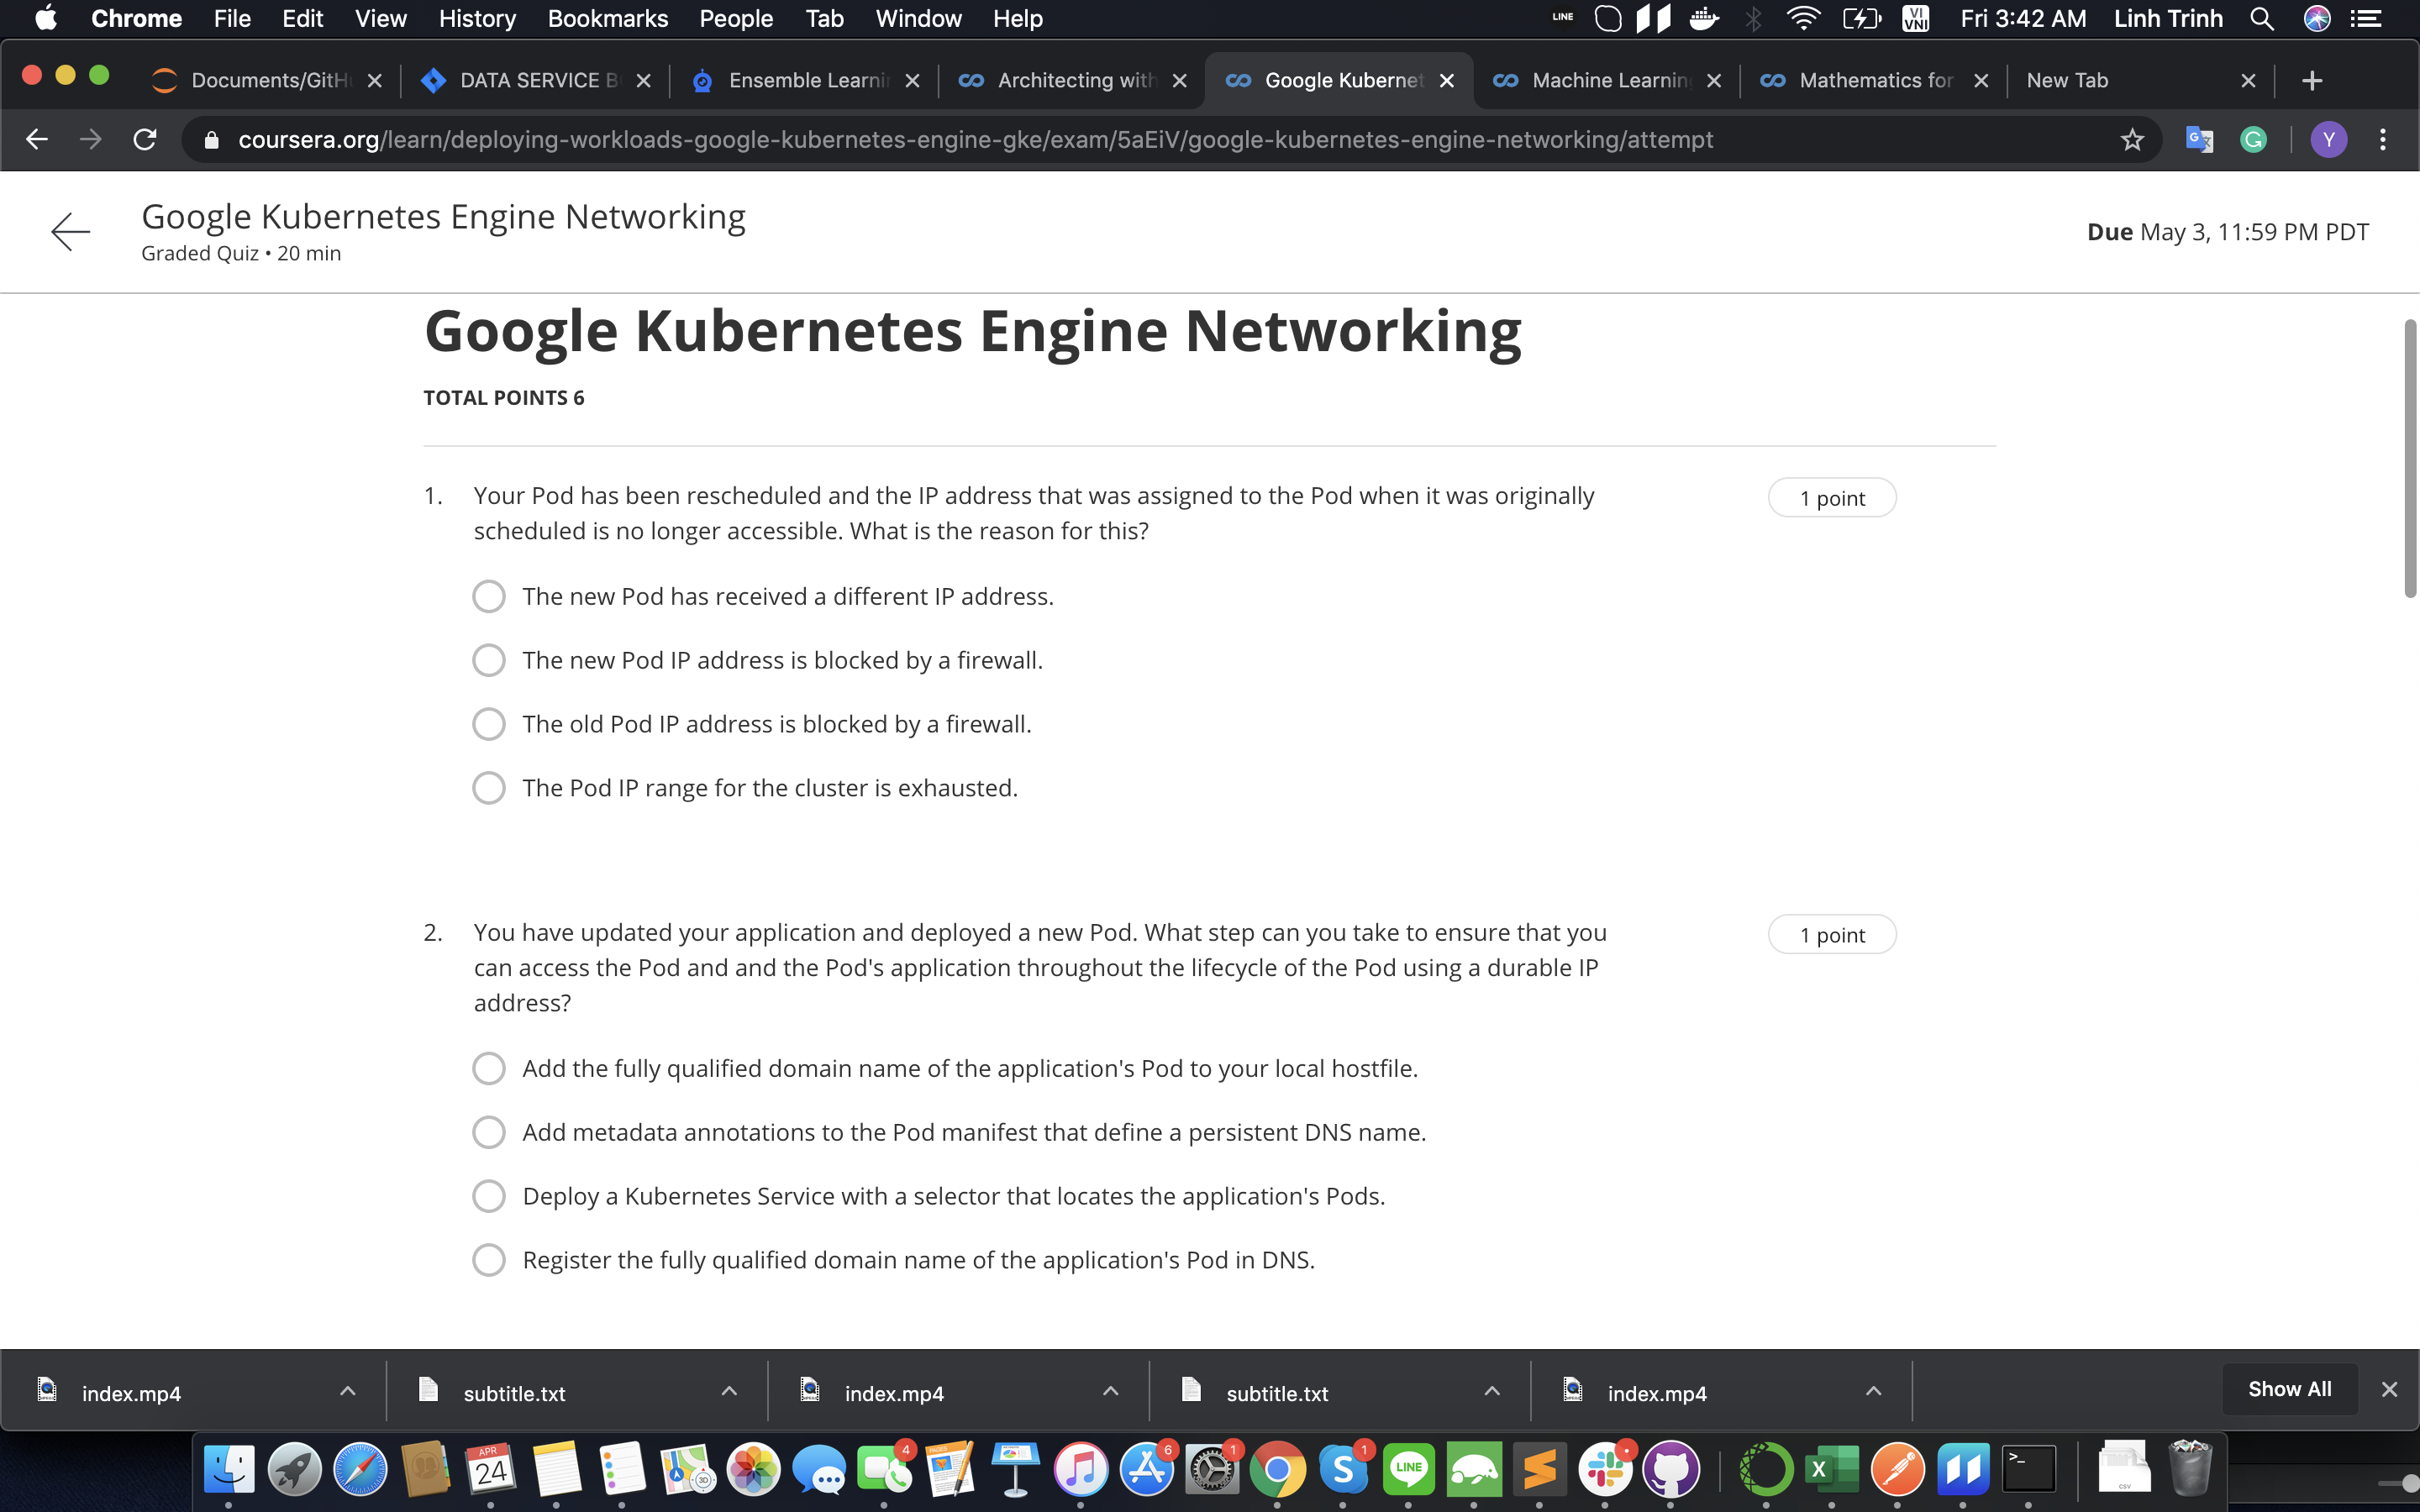 Chrome File Edit View History Bookmarks People Tab Window Help LINE VI VNI Fri 3:42 AM Linh Trinh
Documents/GitH DATA SERVICE B Ensemble Learni Architecting with Google Kubernet Machine Learnin Mathematics for New Tab
coursera.org/learn/deploying-workloads-google-kubernetes-engine-gke/exam/5aEiV/google-kubernetes-engine-networking/attempt G Y
Google Kubernetes Engine Networking
Graded Quiz • 20 min
Due May 3, 11:59 PM PDT
Google Kubernetes Engine Networking
TOTAL POINTS 6
1. Your Pod has been rescheduled and the IP address that was assigned to the Pod when it was originally
scheduled is no longer accessible. What is the reason for this?
1 point
The new Pod has received a different IP address.
The new Pod IP address is blocked by a firewall.
The old Pod IP address is blocked by a firewall.
The Pod IP range for the cluster is exhausted.
2. You have updated your application and deployed a new Pod. What step can you take to ensure that you
can access the Pod and and the Pod's application throughout the lifecycle of the Pod using a durable IP
address?
1 point
Add the fully qualified domain name of the application's Pod to your local hostfile.
Add metadata annotations to the Pod manifest that define a persistent DNS name.
Deploy a Kubernetes Service with a selector that locates the application's Pods.
Register the fully qualified domain name of the application's Pod in DNS.
index.mp4 subtitle.txt index.mp4 subtitle.txt index.mp4 Show All
APR 24 3D 4 PAGES 6 1 S 1 LINE X >_ CSV